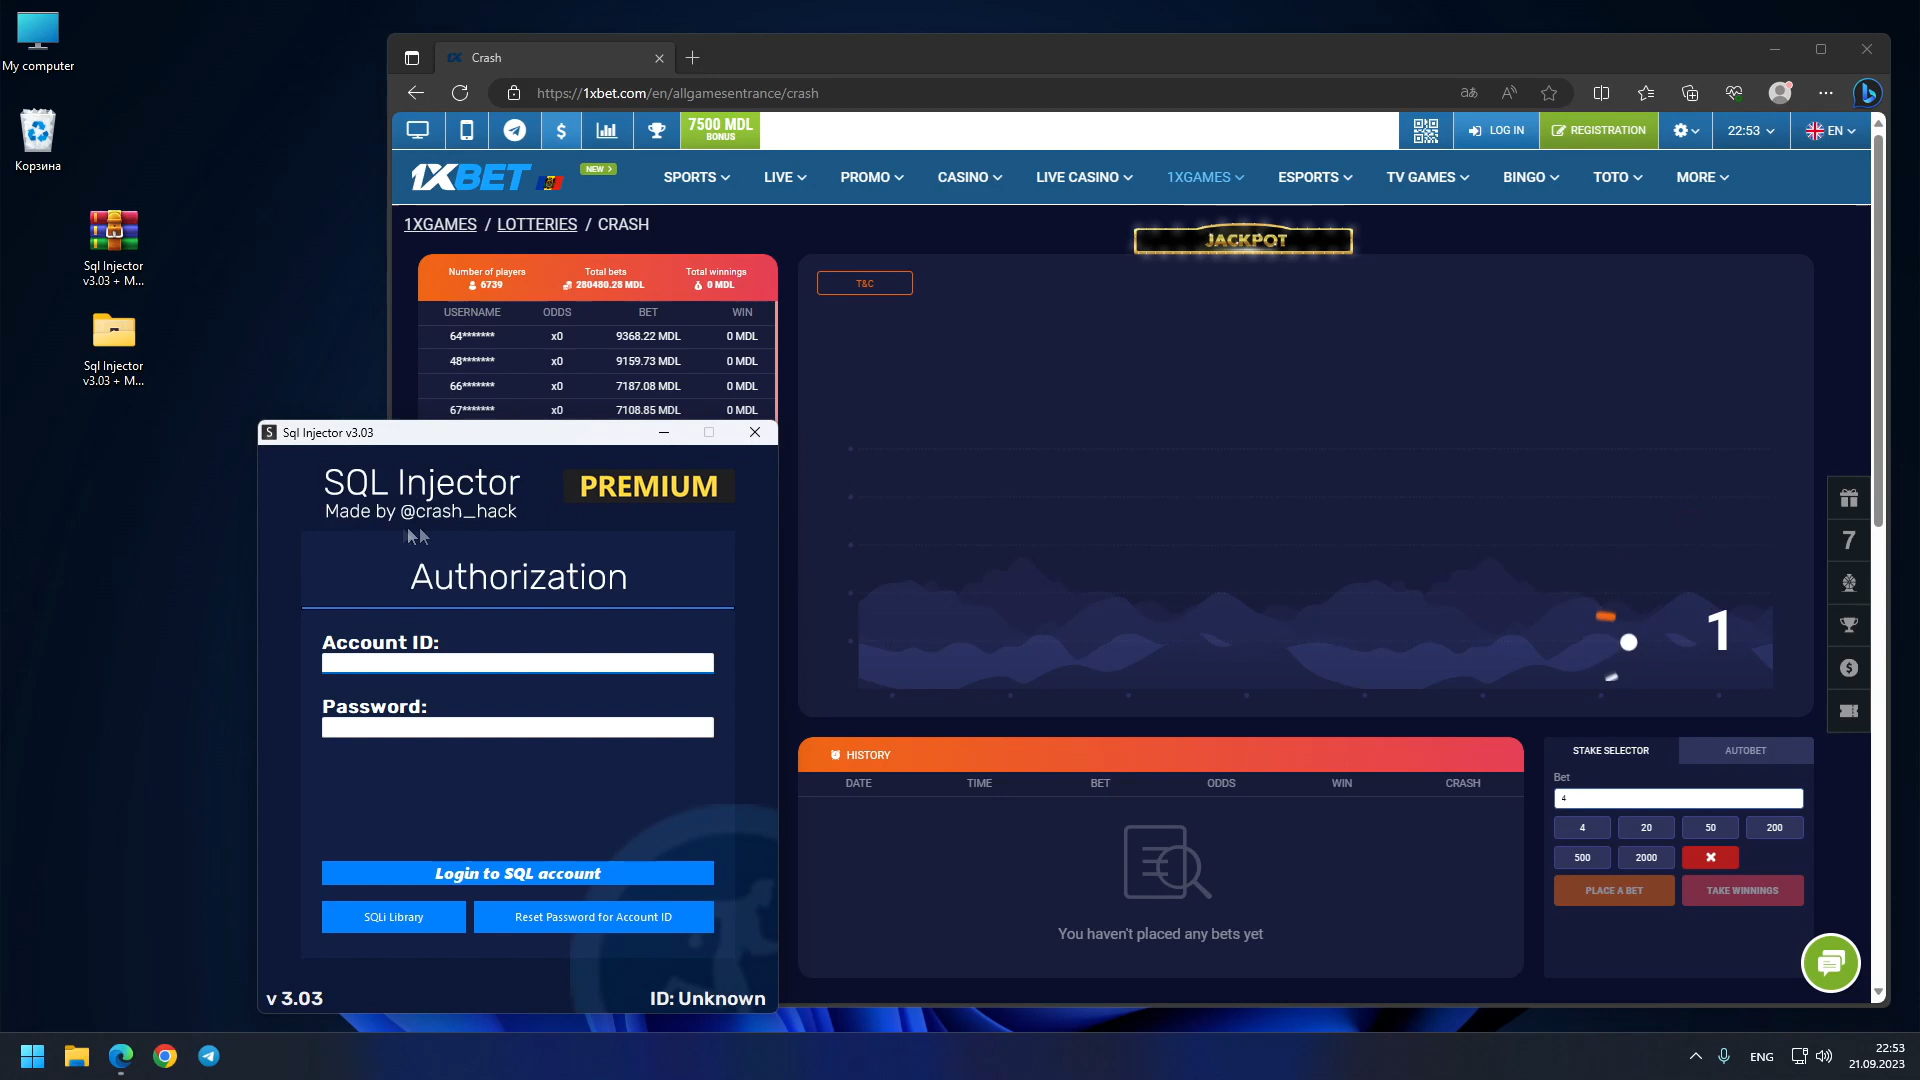 My computer
Корзина
Sql Injector
v3.03 + M...
Sql Injector
v3.03 + M...
Crash
https://1xbet.com/en/allgamesentrance/crash
7500 MDL
BONUS
LOG IN
REGISTRATION
22:53
EN
1XBET
NEW >
SPORTS
LIVE
PROMO
CASINO
LIVE CASINO
1XGAMES
ESPORTS
TV GAMES
BINGO
TOTO
MORE
1XGAMES / LOTTERIES / CRASH
JACKPOT
Number of players
6739
Total bets
280480.28 MDL
Total winnings
0 MDL
T&C
USERNAME ODDS BET WIN
64******* x0 9368.22 MDL 0 MDL
48******* x0 9159.73 MDL 0 MDL
66******* x0 7187.08 MDL 0 MDL
67******* x0 7108.85 MDL 0 MDL
1
7
S Sql Injector v3.03
SQL Injector
PREMIUM
Made by @crash_hack
Authorization
Account ID:
Password:
Login to SQL account
SQLi Library
Reset Password for Account ID
v 3.03
ID: Unknown
HISTORY
DATE TIME BET ODDS WIN CRASH
You haven't placed any bets yet
STAKE SELECTOR
AUTOBET
Bet
4
4 20 50 200
500 2000
PLACE A BET
TAKE WINNINGS
ENG
22:53
21.09.2023